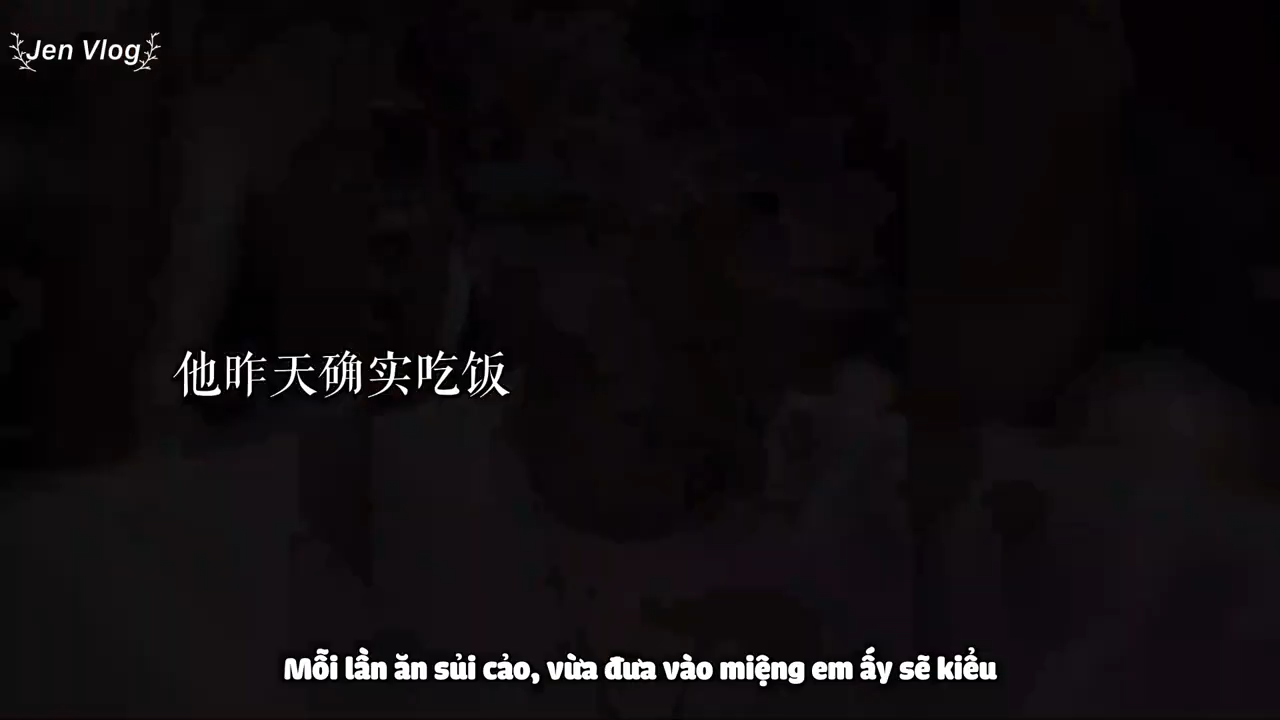 Jen Vlog
他昨天确实吃饭
Mỗi lần ăn sủi cảo, vừa đưa vào miệng em ấy sẽ kiểu